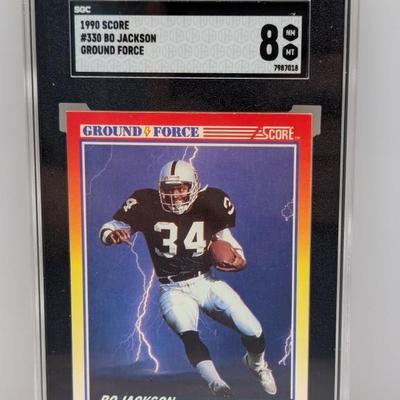 SGC
1990 SCORE
#330 BO JACKSON
GROUND FORCE
8
NM
MT
7987018
GROUND FORCE
SCORE
34
34
BO JACKSON